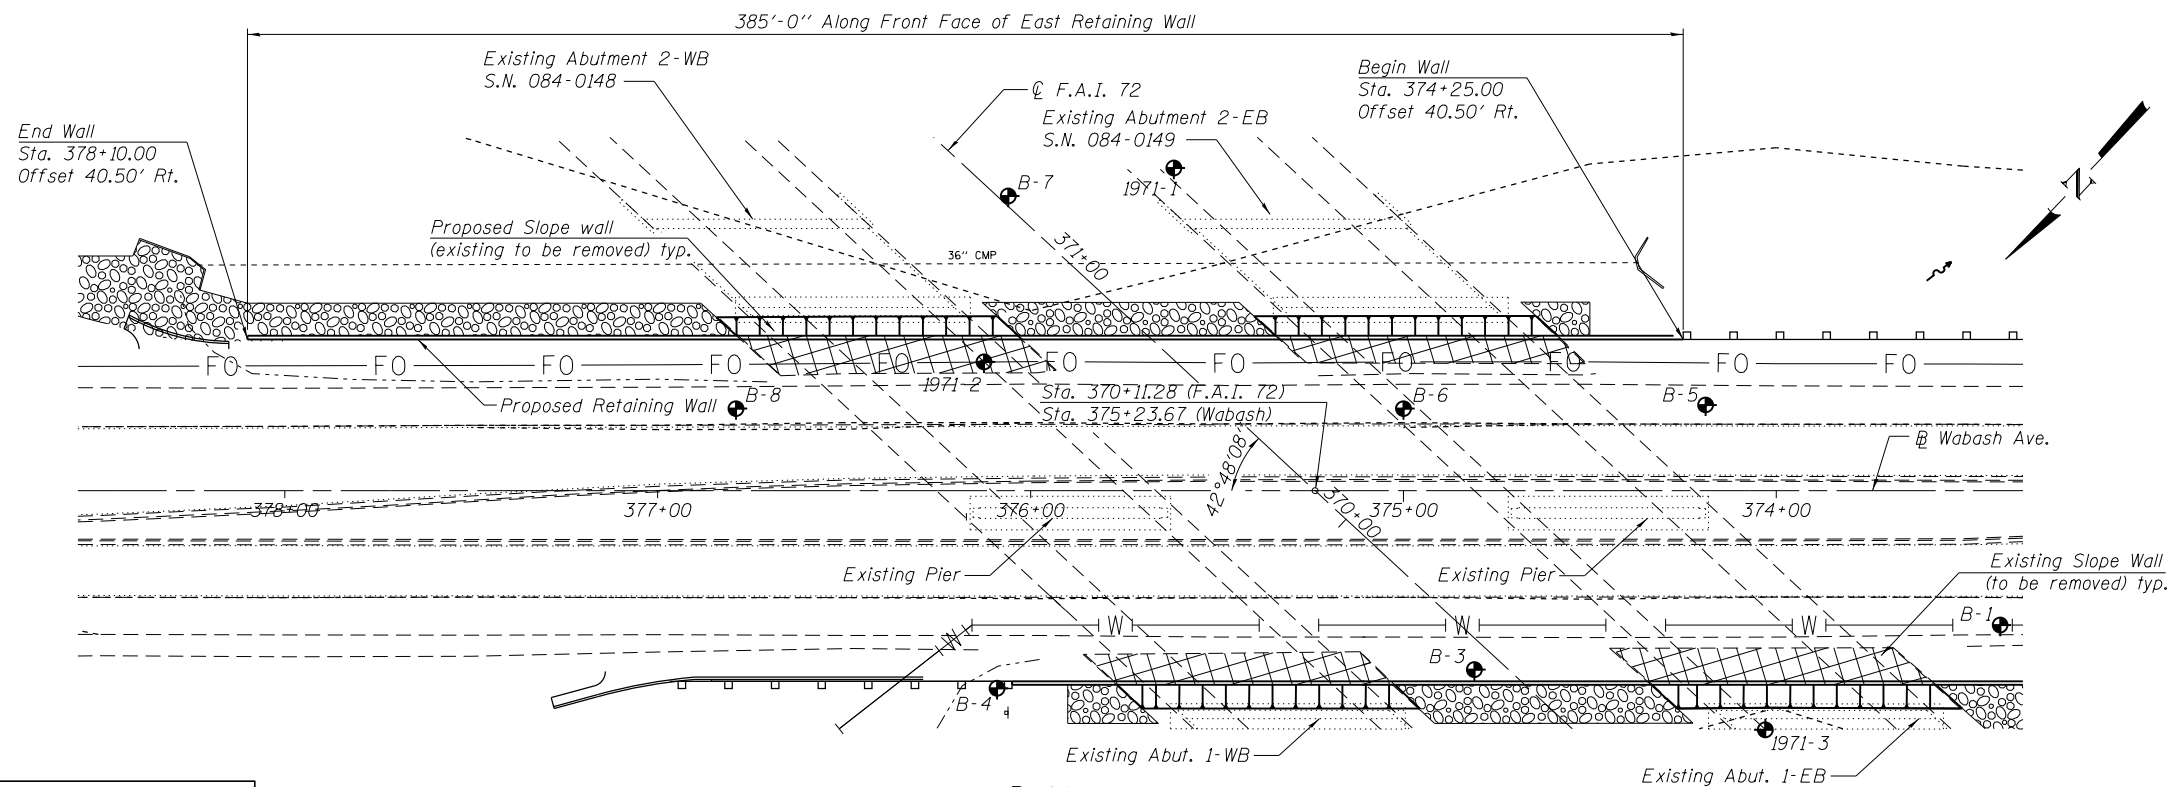 385'-0" Along Front Face of East Retaining Wall
Existing Abutment 2-WB
S.N. 084-0148
℄ F.A.I. 72
Existing Abutment 2-EB
S.N. 084-0149
Begin Wall
Sta. 374+25.00
Offset 40.50' Rt.
End Wall
Sta. 378+10.00
Offset 40.50' Rt.
B-7
1971-1
N
Proposed Slope wall
(existing to be removed) typ.
36" CMP
371+00
FO FO FO FO FO FO FO FO FO FO FO
1971-2
Proposed Retaining Wall
B-8
Sta. 370+11.28 (F.A.I. 72)
Sta. 375+23.67 (Wabash)
B-6
B-5
B Wabash Ave.
42°48'08"
370+00
378+00
377+00
376+00
375+00
374+00
Existing Pier
Existing Pier
Existing Slope Wall
(to be removed) typ.
W W W W
B-1
B-3
B-4
1971-3
Existing Abut. 1-WB
Existing Abut. 1-EB